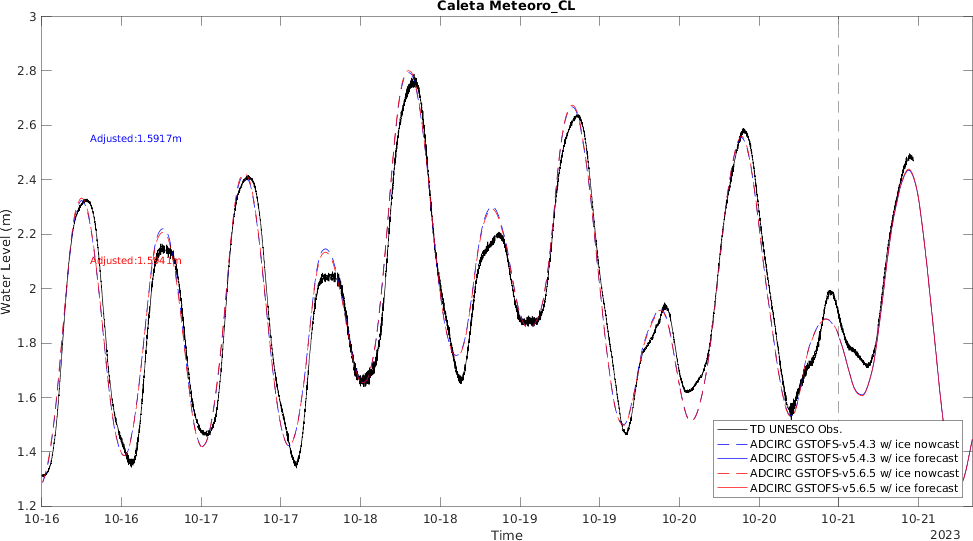 Caleta Meteoro_CL
3
2.8
2.6
2.4
2.2
2
1.8
1.6
1.4
1.2
Water Level (m)
Adjusted:1.5917m
Adjusted:1.5941m
TD UNESCO Obs.
ADCIRC GSTOFS-v5.4.3 w/ ice nowcast
ADCIRC GSTOFS-v5.4.3 w/ ice forecast
ADCIRC GSTOFS-v5.6.5 w/ ice nowcast
ADCIRC GSTOFS-v5.6.5 w/ ice forecast
10-16 10-16 10-17 10-17 10-18 10-18 10-19 10-19 10-20 10-20 10-21 10-21
Time
2023